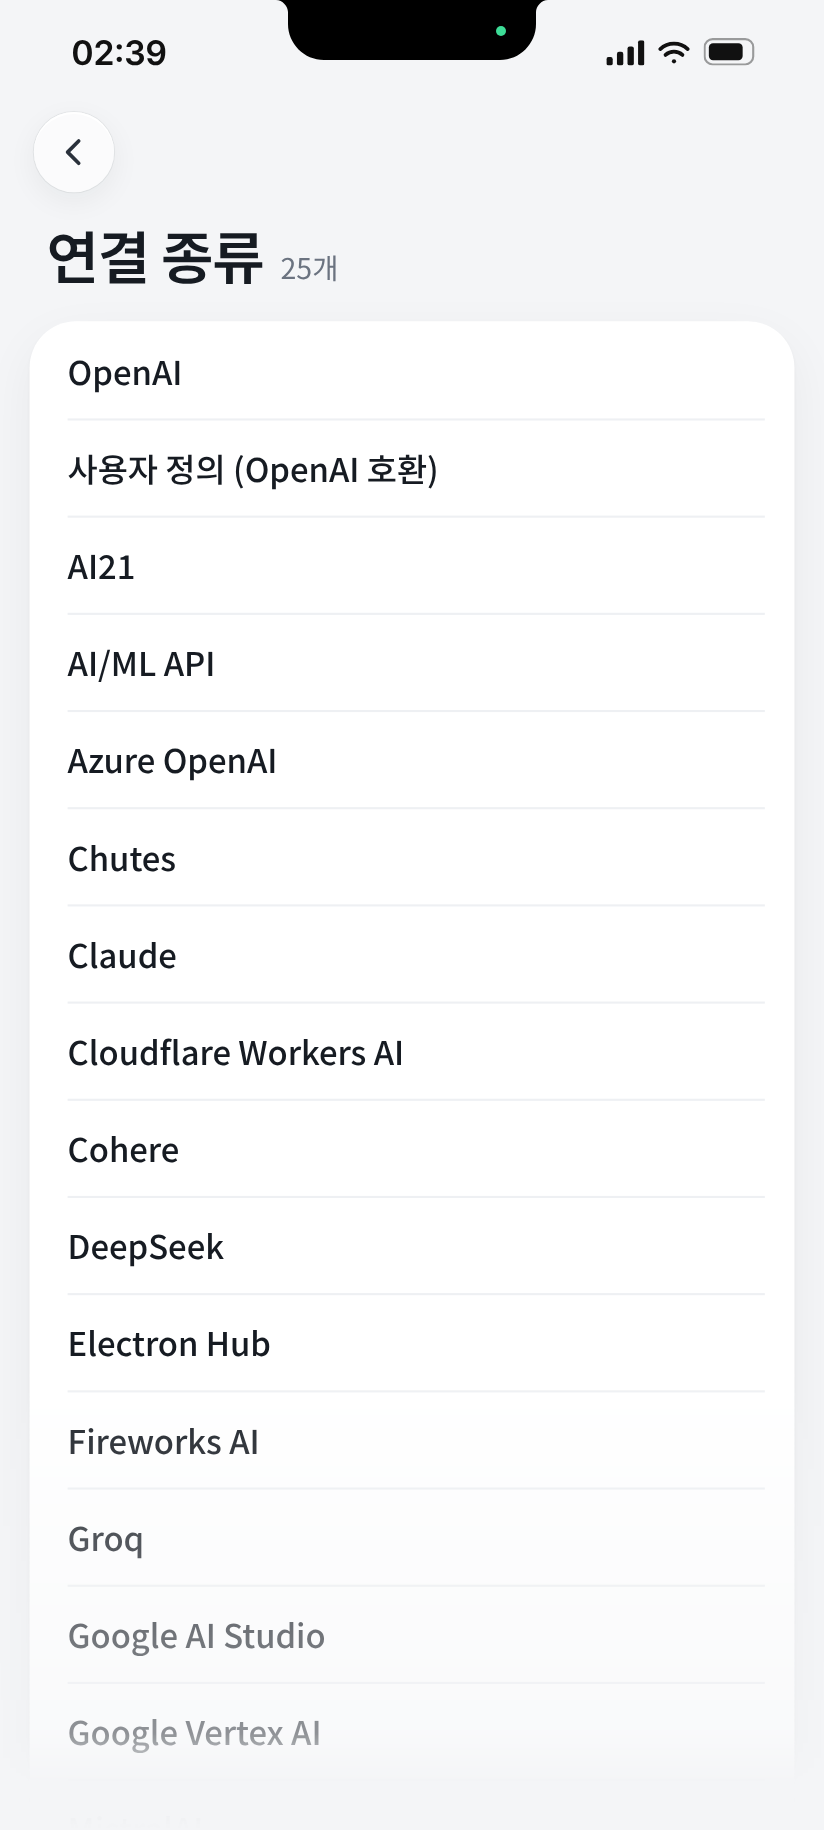 02:39
연결 종류 25개
OpenAI
사용자 정의 (OpenAI 호환)
AI21
AI/ML API
Azure OpenAI
Chutes
Claude
Cloudflare Workers AI
Cohere
DeepSeek
Electron Hub
Fireworks AI
Groq
Google AI Studio
Google Vertex AI